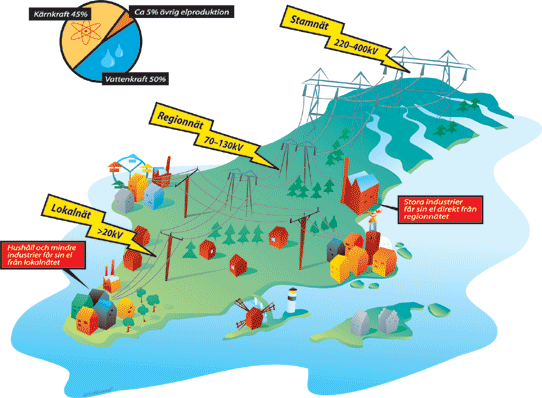 Kärnkraft 45%
Ca 5% övrig elproduktion
Vattenkraft 50%
Stamnät
220–400kV
Regionnät
70–130kV
Lokalnät
>20kV
Stora industrier
får sin el direkt från
regionnätet
Hushåll och mindre
industrier får sin el
från lokalnätet